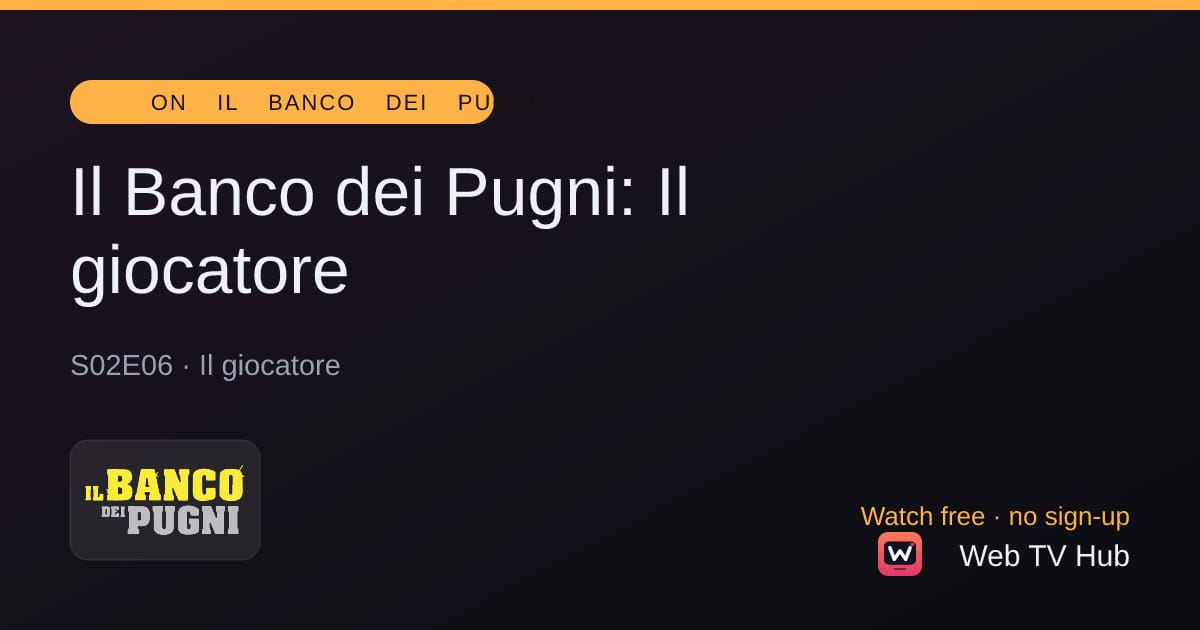 ON IL BANCO DEI PUGNI
Il Banco dei Pugni: Il
giocatore
S02E06 · Il giocatore
IL BANCO
DEI PUGNI
Watch free · no sign-up
W
Web TV Hub